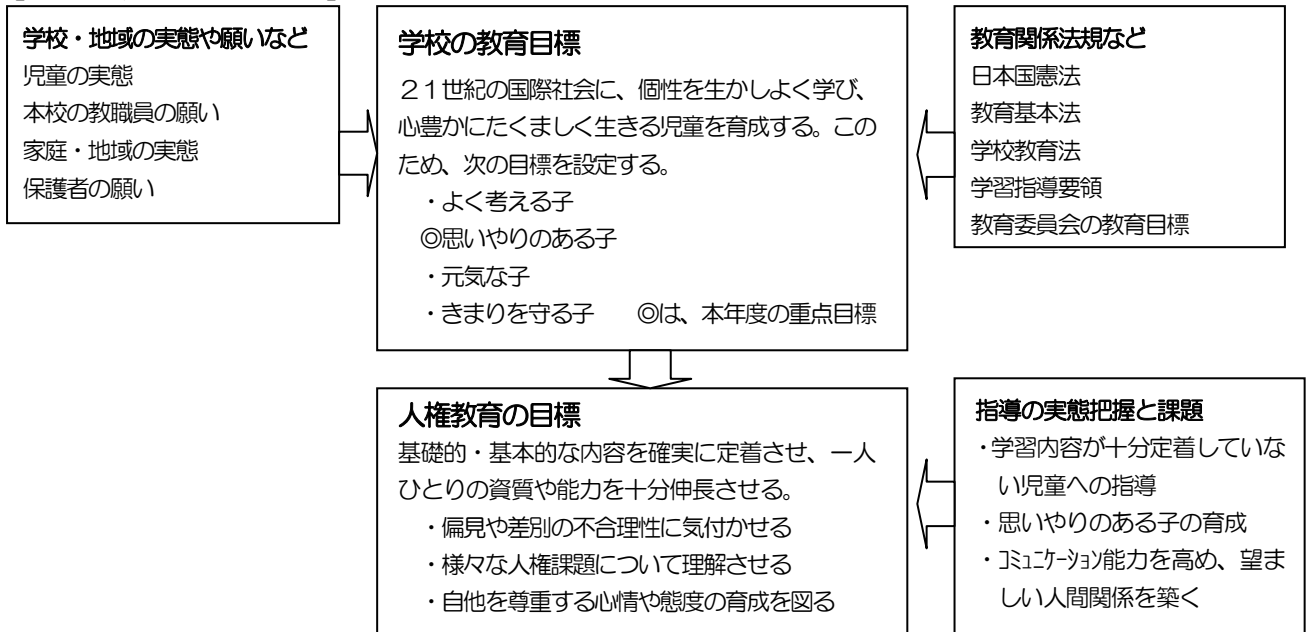 学校・地域の実態や願いなど
児童の実態
本校の教職員の願い
家庭・地域の実態
保護者の願い
学校の教育目標
２１世紀の国際社会に、個性を生かしよく学び、
心豊かにたくましく生きる児童を育成する。この
ため、次の目標を設定する。
・よく考える子
◎思いやりのある子
・元気な子
・きまりを守る子　　◎は、本年度の重点目標
教育関係法規など
日本国憲法
教育基本法
学校教育法
学習指導要領
教育委員会の教育目標
人権教育の目標
基礎的・基本的な内容を確実に定着させ、一人
ひとりの資質や能力を十分伸長させる。
・偏見や差別の不合理性に気付かせる
・様々な人権課題について理解させる
・自他を尊重する心情や態度の育成を図る
指導の実態把握と課題
・学習内容が十分定着していな
い児童への指導
・思いやりのある子の育成
・ｺﾐｭﾆｹｰｼｮﾝ能力を高め、望ま
しい人間関係を築く